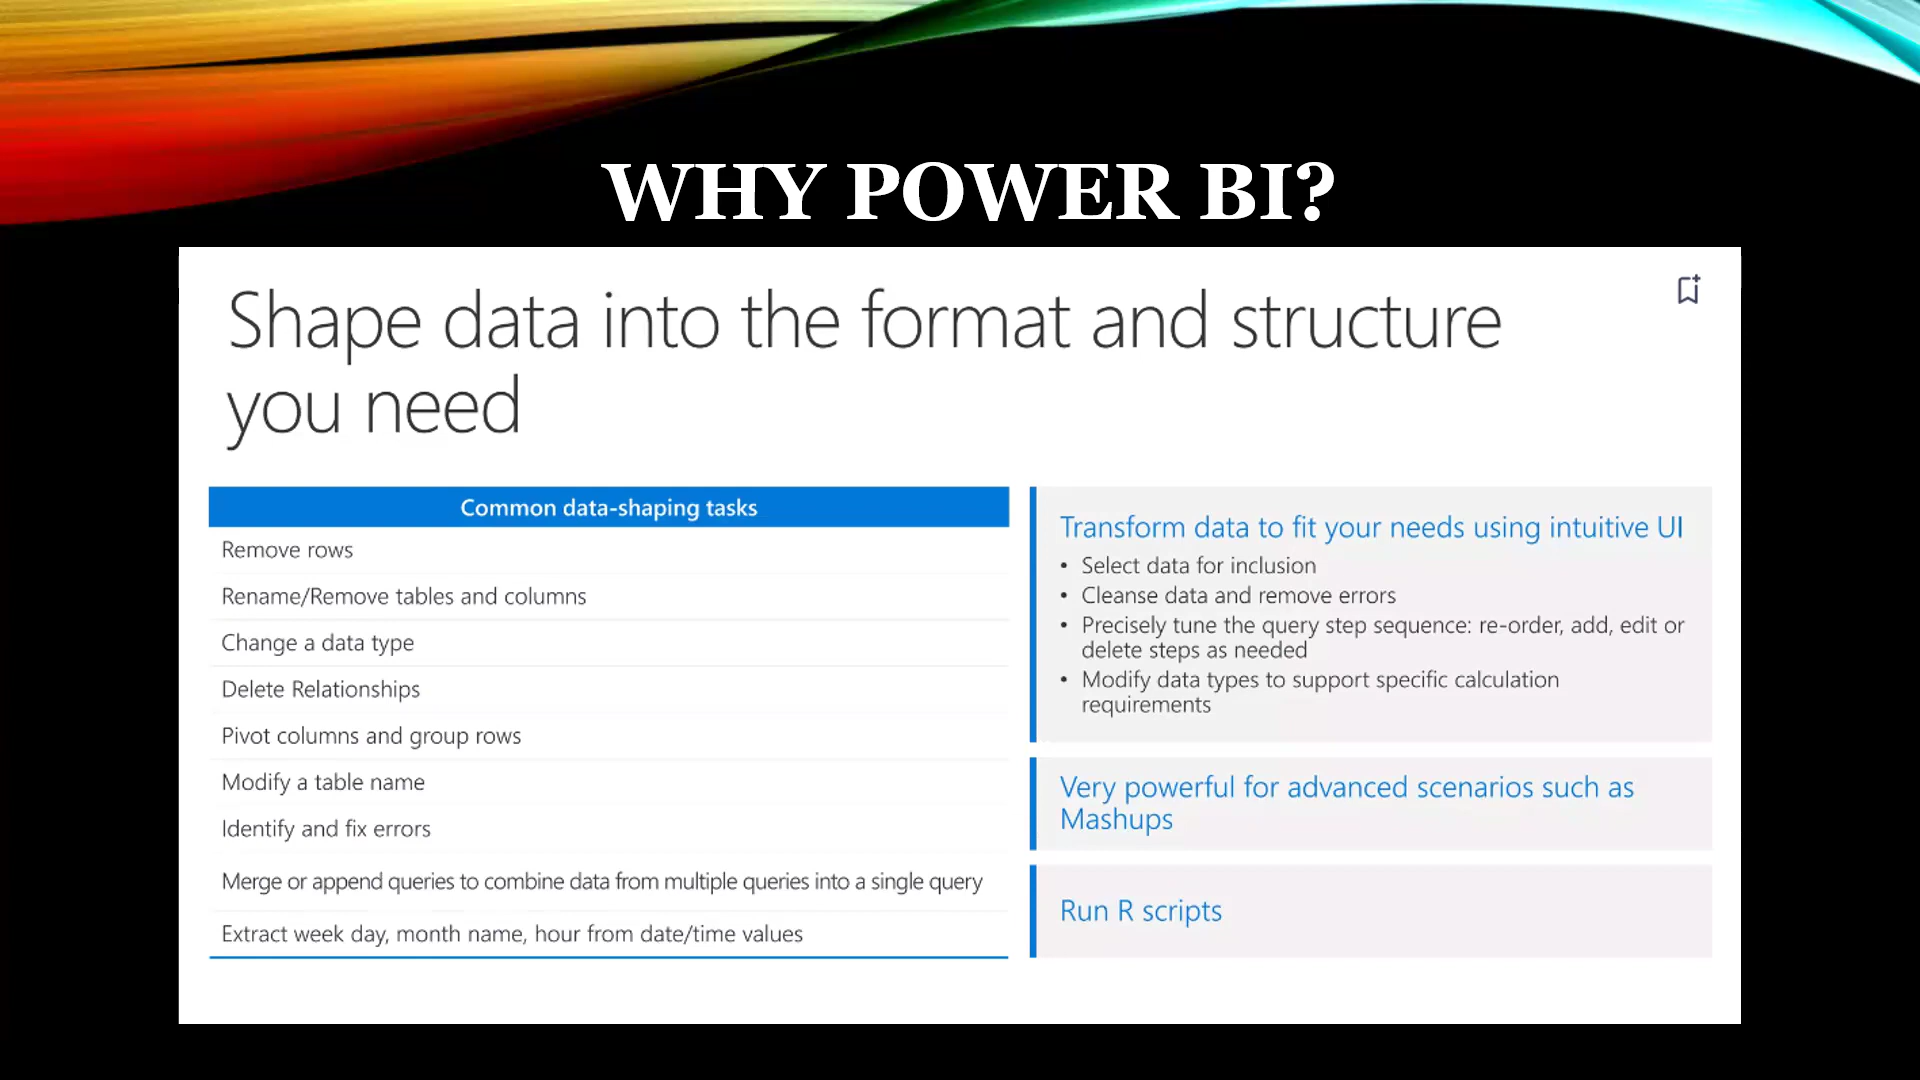 WHY POWER BI?
Shape data into the format and structure
you need
Common data-shaping tasks
Remove rows
Rename/Remove tables and columns
Change a data type
Delete Relationships
Pivot columns and group rows
Modify a table name
Identify and fix errors
Merge or append queries to combine data from multiple queries into a single query
Extract week day, month name, hour from date/time values
Transform data to fit your needs using intuitive UI
• Select data for inclusion
• Cleanse data and remove errors
• Precisely tune the query step sequence: re-order, add, edit or
delete steps as needed
• Modify data types to support specific calculation
requirements
Very powerful for advanced scenarios such as
Mashups
Run R scripts